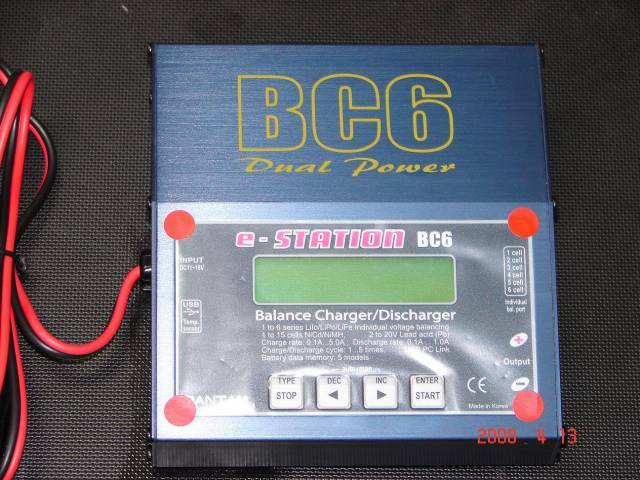 BC6
Dual Power
e-STATION BC6
INPUT
DC11~18V
1 cell
2 cell
3 cell
4 cell
5 cell
6 cell
Individual
bal. port
USB
Temp.
sensor
Balance Charger/Discharger
1 to 6 series LiIo/LiPo/LiFe Individual voltage balancing
1 to 15 cells NiCd/NiMH, 2 to 20V Lead acid (Pb)
Charge rate: 0.1A...5.0A, Discharge rate: 0.1A...1.0A
Charge/Discharge cycle: 1...5 times, PC Link
Battery data memory: 5 models
+
Output
-
TYPE
STOP
DEC
◄
INC
►
ENTER
START
CE
Made in Korea
2008 4 13